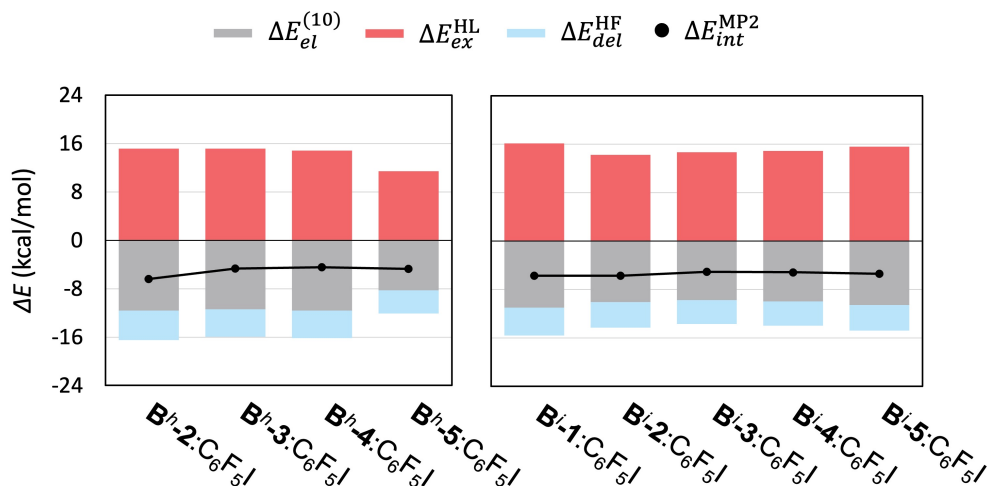 ΔE_el^(10) ΔE_ex^HL ΔE_del^HF ΔE_int^MP2
ΔE (kcal/mol)
24
16
8
0
-8
-16
-24
B^h-2:C₆F₅I B^h-3:C₆F₅I B^h-4:C₆F₅I B^h-5:C₆F₅I B^i-1:C₆F₅I B^i-2:C₆F₅I B^i-3:C₆F₅I B^i-4:C₆F₅I B^i-5:C₆F₅I